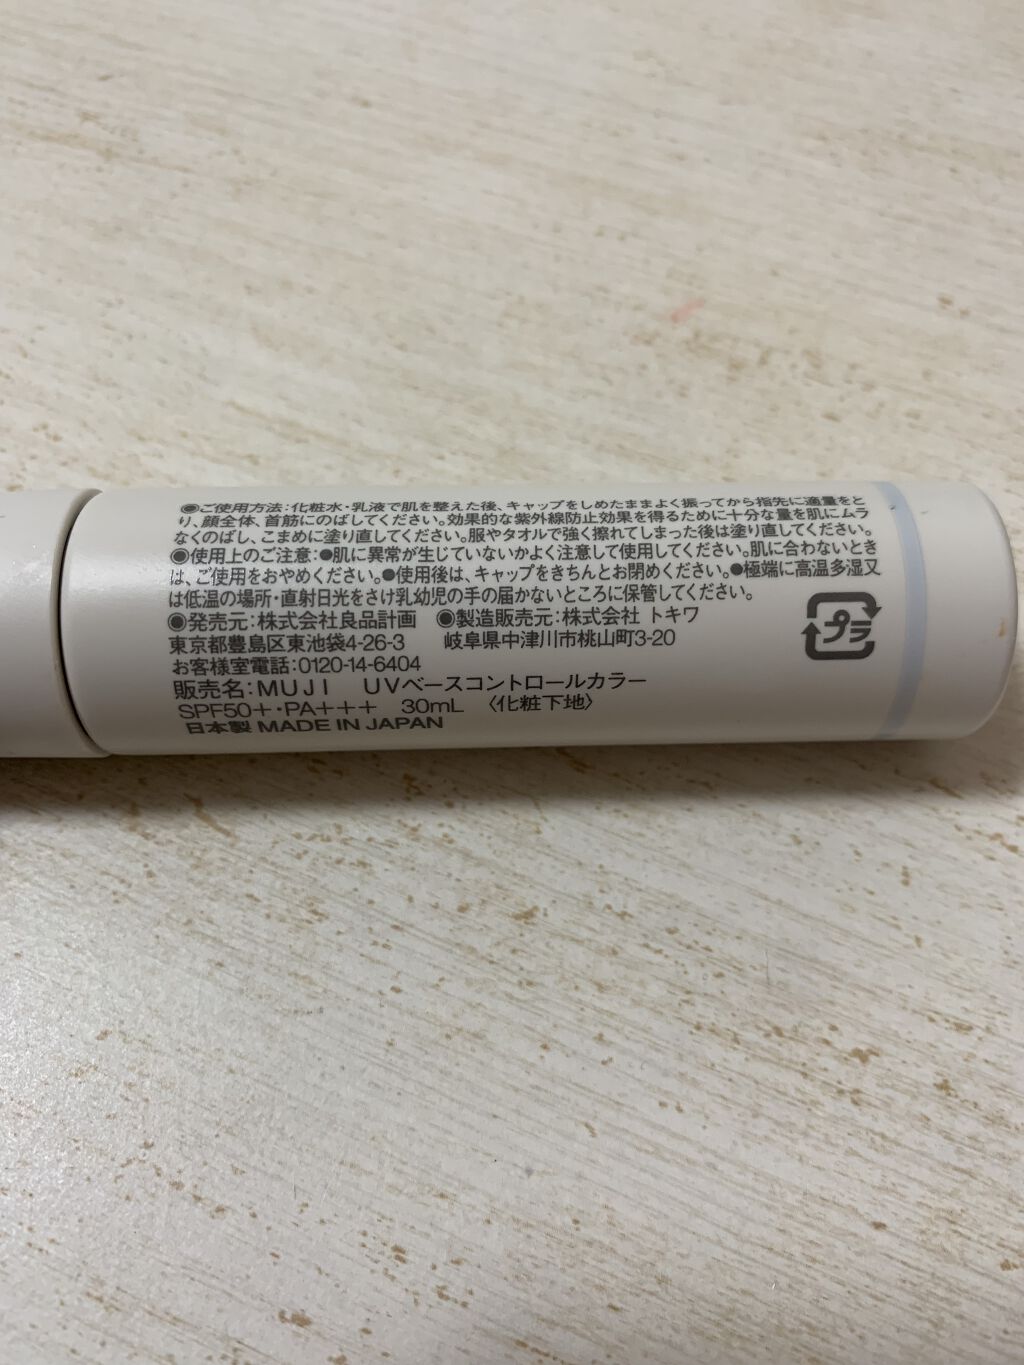 ◉ご使用方法:化粧水・乳液で肌を整えた後、キャップをしめたままよく振ってから指先に適量をと
り、顔全体、首筋にのばしてください。効果的な紫外線防止効果を得るために十分な量を肌にムラ
なくのばし、こまめに塗り直してください。服やタオルで強く擦れてしまった後は塗り直してください。
◉使用上のご注意:●肌に異常が生じていないかよく注意して使用してください。肌に合わないとき
は、ご使用をおやめください。●使用後は、キャップをきちんとお閉めください。●極端に高温多湿又
は低温の場所・直射日光をさけ乳幼児の手の届かないところに保管してください。
◉発売元:株式会社良品計画 ◉製造販売元:株式会社 トキワ
東京都豊島区東池袋4-26-3 岐阜県中津川市桃山町3-20
お客様室電話:0120-14-6404
販売名:MUJI UVベースコントロールカラー
SPF50+・PA+++ 30mL 〈化粧下地〉
日本製 MADE IN JAPAN
プラ